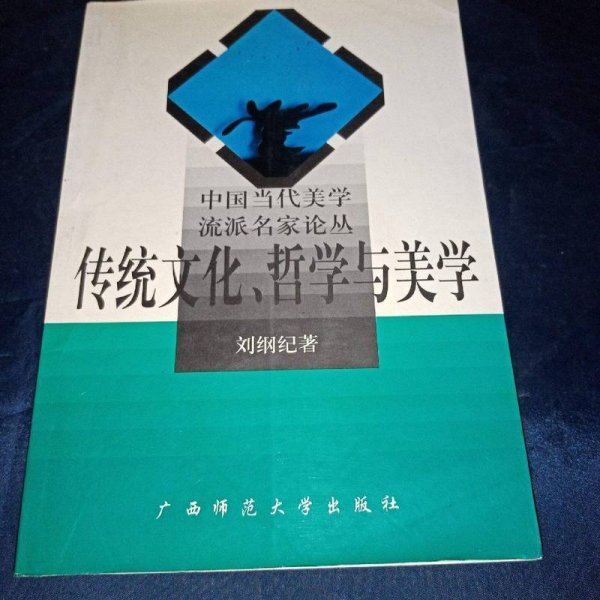 中国当代美学
流派名家论丛
传统文化、哲学与美学
刘纲纪著
广西师范大学出版社